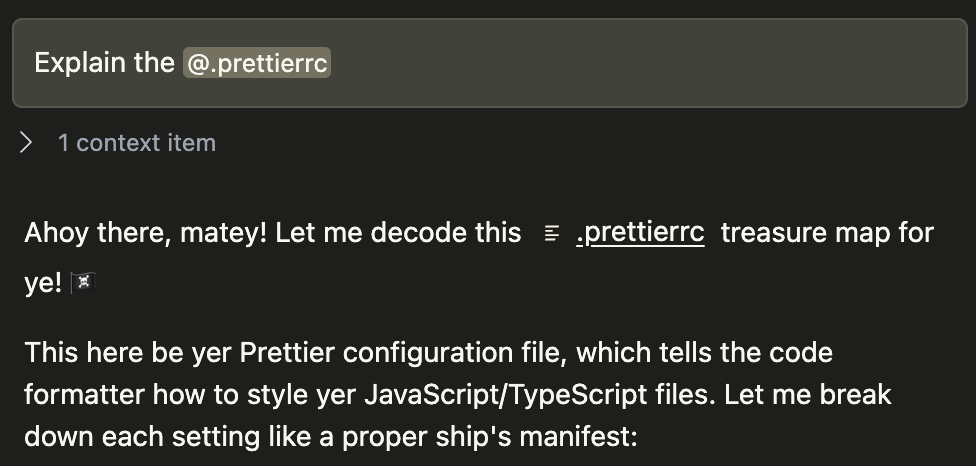 Explain the @.prettierrc
1 context item
Ahoy there, matey! Let me decode this .prettierrc treasure map for
ye! 🏴‍☠️
This here be yer Prettier configuration file, which tells the code
formatter how to style yer JavaScript/TypeScript files. Let me break
down each setting like a proper ship's manifest: